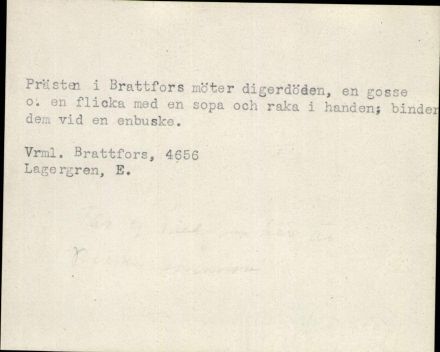 Prästen i Brattfors möter digerdöden, en gosse
o. en flicka med en sopa och raka i handen; binder
dem vid en enbuske.
Vrml. Brattfors, 4656
Lagergren, E.